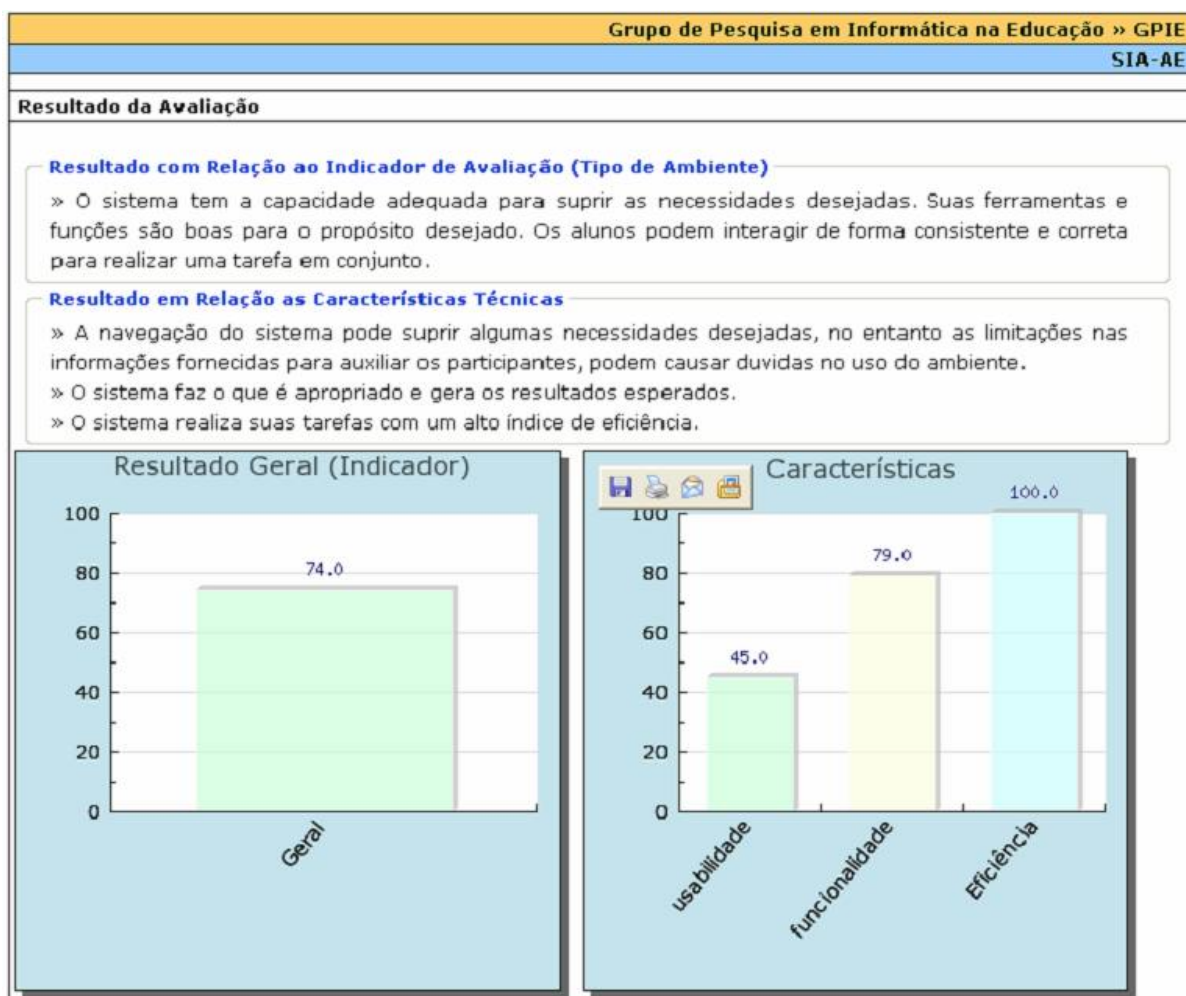 Grupo de Pesquisa em Informática na Educação » GPIE
SIA-AE
Resultado da Avaliação
Resultado com Relação ao Indicador de Avaliação (Tipo de Ambiente)
» O sistema tem a capacidade adequada para suprir as necessidades desejadas. Suas ferramentas e
funções são boas para o propósito desejado. Os alunos podem interagir de forma consistente e correta
para realizar uma tarefa em conjunto.
Resultado em Relação as Características Técnicas
» A navegação do sistema pode suprir algumas necessidades desejadas, no entanto as limitações nas
informações fornecidas para auxiliar os participantes, podem causar duvidas no uso do ambiente.
» O sistema faz o que é apropriado e gera os resultados esperados.
» O sistema realiza suas tarefas com um alto índice de eficiência.
Resultado Geral (Indicador)
100
80
60
40
20
0
74.0
Geral
Características
100
80
60
40
20
0
45.0
79.0
100.0
usabilidade
funcionalidade
Eficiência